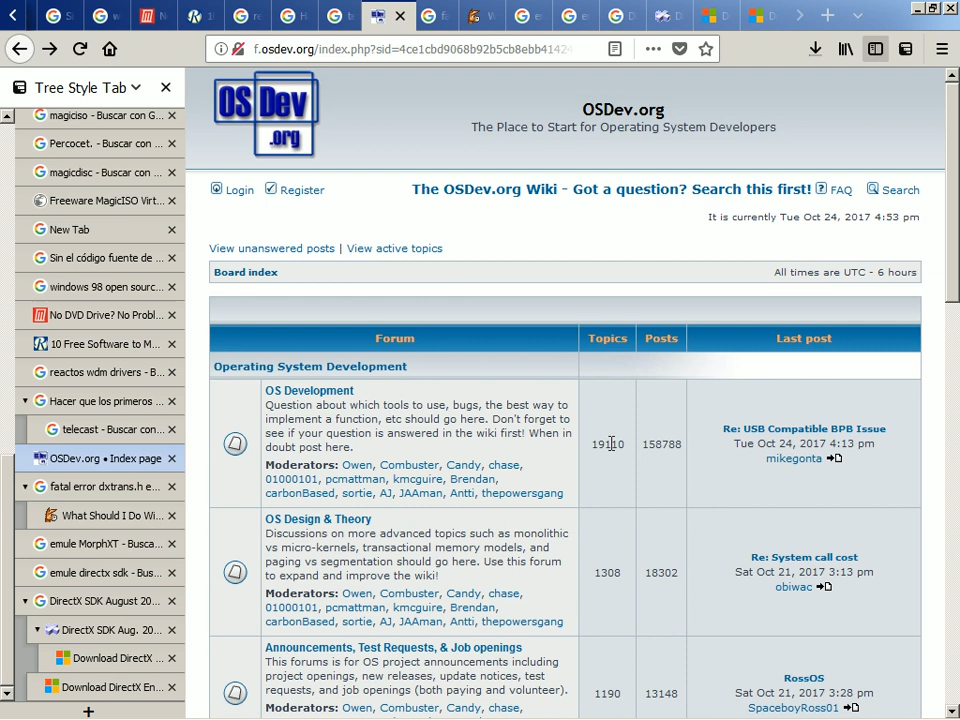 f.osdev.org/index.php?sid=4ce1cbd9068b92b5cb8ebb41424
Tree Style Tab
magiciso - Buscar con G...
Percocet. - Buscar con ...
magicdisc - Buscar con ...
Freeware MagicISO Virt...
New Tab
Sin el código fuente de ...
windows 98 open sourc...
No DVD Drive? No Probl...
10 Free Software to M...
reactos wdm drivers - B...
Hacer que los primeros ...
telecast - Buscar con...
OSDev.org • Index page
fatal error dxtrans.h e...
What Should I Do Wi...
emule MorphXT - Busca...
emule directx sdk - Bus...
DirectX SDK August 20...
DirectX SDK Aug. 20...
Download DirectX ...
Download DirectX En...
OS Dev
.org
OSDev.org
The Place to Start for Operating System Developers
Login Register
The OSDev.org Wiki - Got a question? Search this first! FAQ Search
It is currently Tue Oct 24, 2017 4:53 pm
View unanswered posts | View active topics
Board index
All times are UTC - 6 hours
Forum Topics Posts Last post
Operating System Development
OS Development
Question about which tools to use, bugs, the best way to
implement a function, etc should go here. Don't forget to
see if your question is answered in the wiki first! When in
doubt post here.
Moderators: Owen, Combuster, Candy, chase,
01000101, pcmattman, kmcguire, Brendan,
carbonBased, sortie, AJ, JAAman, Antti, thepowersgang
19110
158788
Re: USB Compatible BPB Issue
Tue Oct 24, 2017 4:13 pm
mikegonta
OS Design & Theory
Discussions on more advanced topics such as monolithic
vs micro-kernels, transactional memory models, and
paging vs segmentation should go here. Use this forum
to expand and improve the wiki!
Moderators: Owen, Combuster, Candy, chase,
01000101, pcmattman, kmcguire, Brendan,
carbonBased, sortie, AJ, JAAman, Antti, thepowersgang
1308
18302
Re: System call cost
Sat Oct 21, 2017 3:13 pm
obiwac
Announcements, Test Requests, & Job openings
This forums is for OS project announcements including
project openings, new releases, update notices, test
requests, and job openings (both paying and volunteer).
Moderators: Owen, Combuster, Candy, chase,
1190
13148
RossOS
Sat Oct 21, 2017 3:28 pm
SpaceboyRoss01